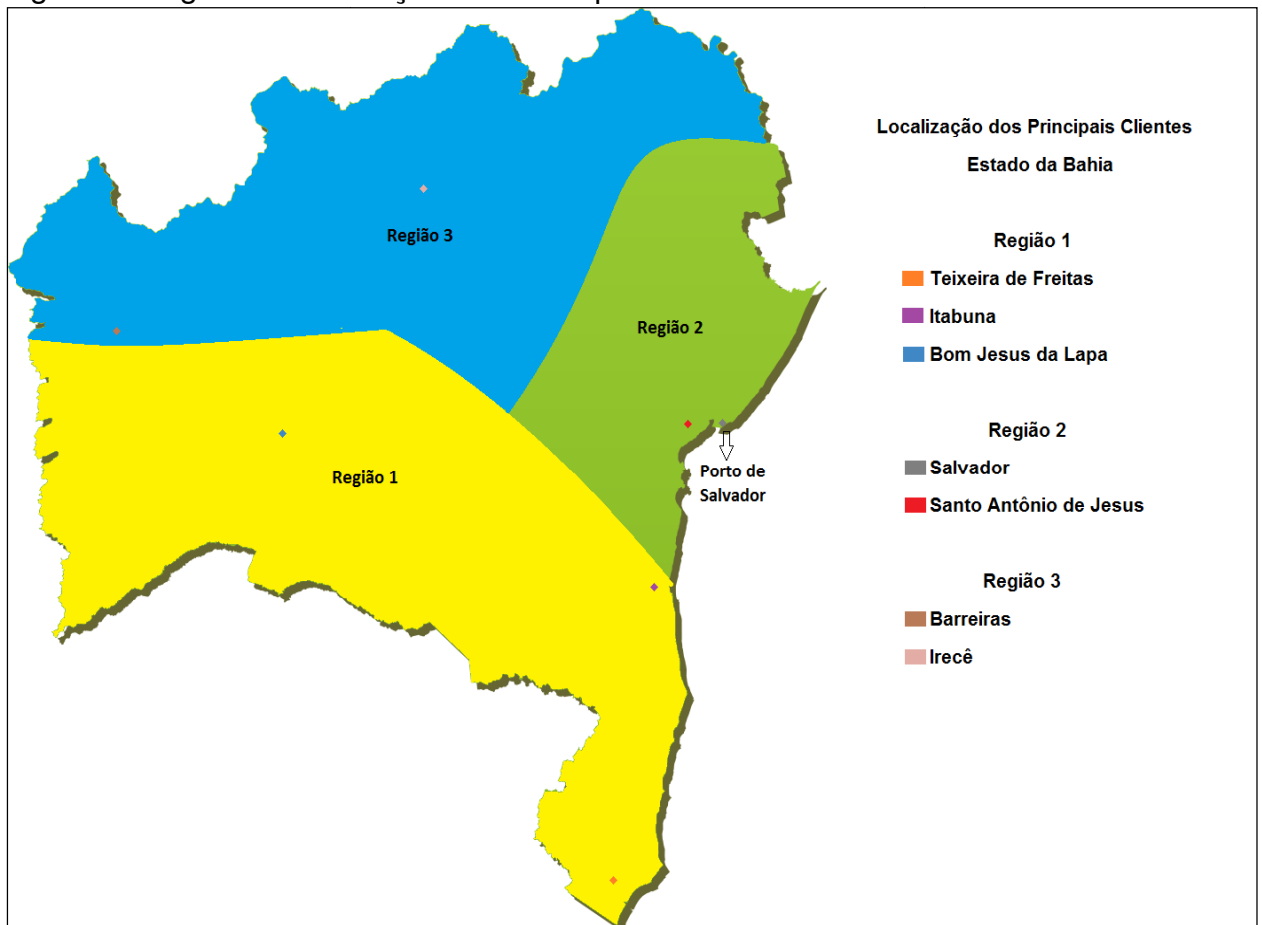 Região 3
Região 2
Região 1
Porto de
Salvador
Localização dos Principais Clientes
Estado da Bahia
Região 1
Teixeira de Freitas
Itabuna
Bom Jesus da Lapa
Região 2
Salvador
Santo Antônio de Jesus
Região 3
Barreiras
Irecê